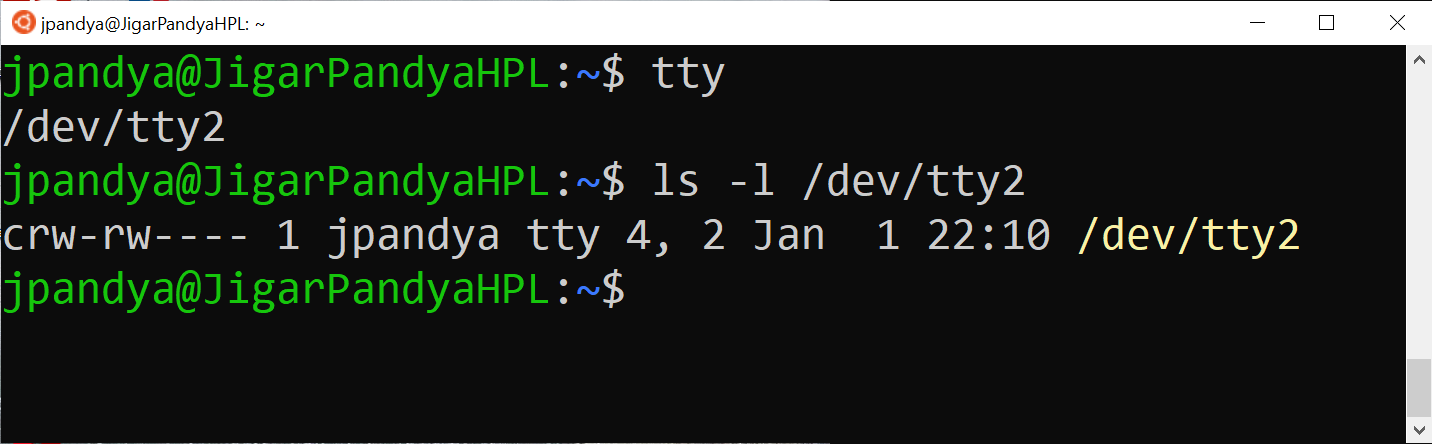 jpandya@JigarPandyaHPL: ~
jpandya@JigarPandyaHPL:~$ tty
/dev/tty2
jpandya@JigarPandyaHPL:~$ ls -l /dev/tty2
crw-rw---- 1 jpandya tty 4, 2 Jan  1 22:10 /dev/tty2
jpandya@JigarPandyaHPL:~$